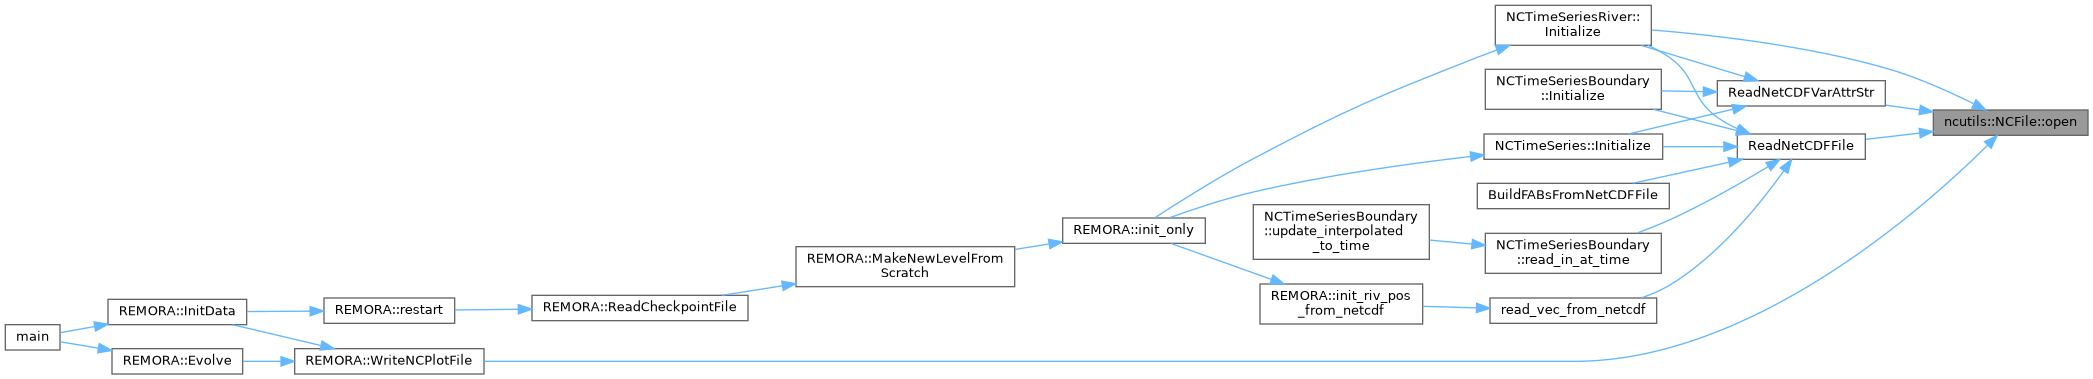 NCTimeSeriesRiver::
Initialize
NCTimeSeriesBoundary
::Initialize
ReadNetCDFVarAttrStr
ncutils::NCFile::open
NCTimeSeries::Initialize
ReadNetCDFFile
BuildFABsFromNetCDFFile
NCTimeSeriesBoundary
::update_interpolated
_to_time
REMORA::init_only
NCTimeSeriesBoundary
::read_in_at_time
REMORA::MakeNewLevelFrom
Scratch
REMORA::init_riv_pos
_from_netcdf
read_vec_from_netcdf
REMORA::ReadCheckpointFile
REMORA::restart
REMORA::InitData
main
REMORA::Evolve
REMORA::WriteNCPlotFile